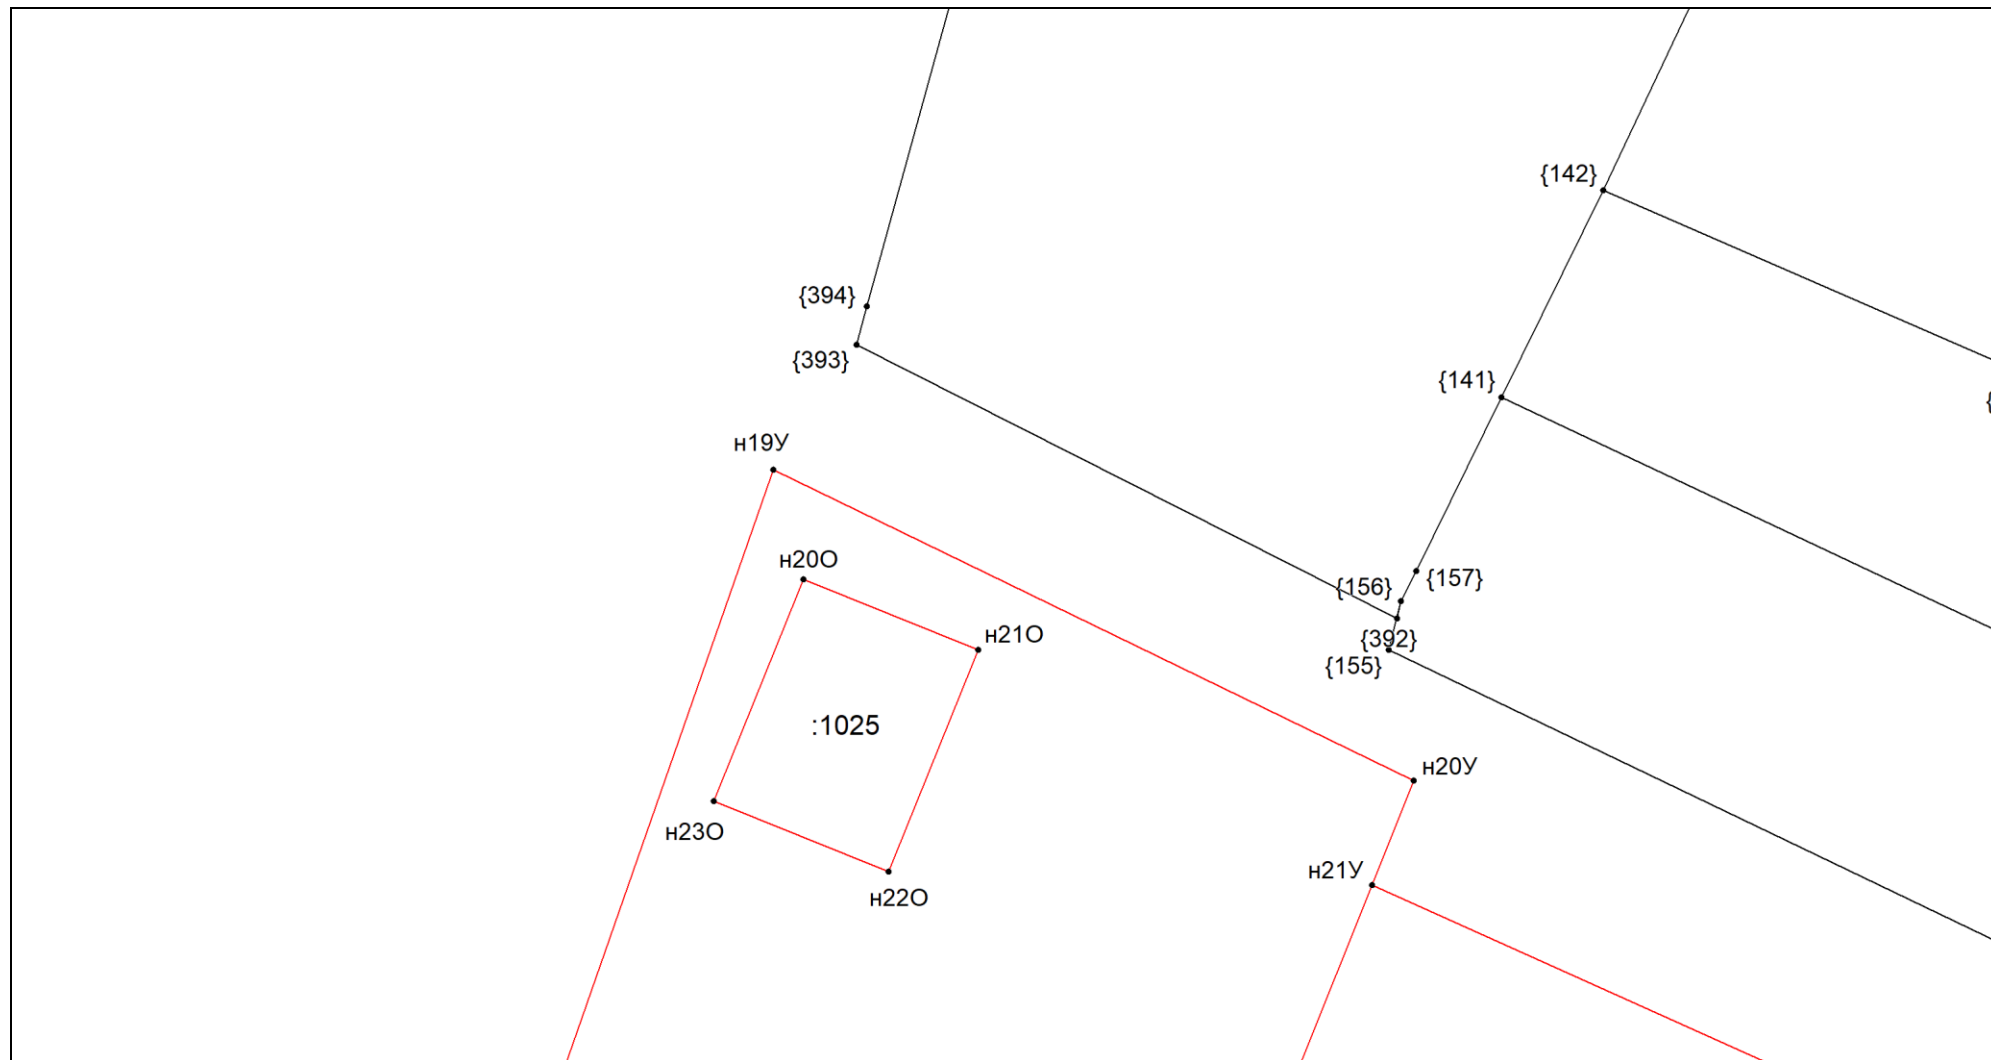 {142}
{394}
{393}
{141}
{
н19У
н20О
{156}
{157}
н21О
{392}
{155}
:1025
н20У
н23О
н21У
н22О